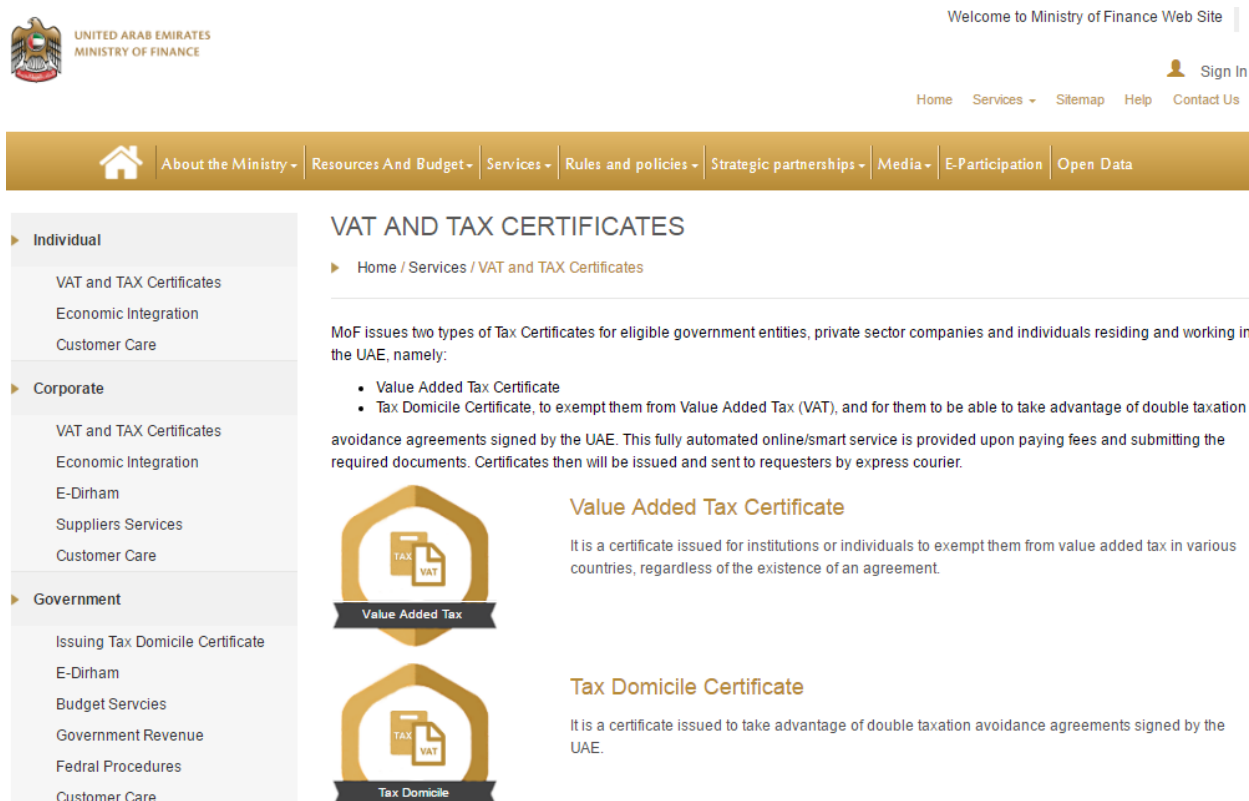 UNITED ARAB EMIRATES
MINISTRY OF FINANCE
Welcome to Ministry of Finance Web Site
Sign In
Home Services Sitemap Help Contact Us
About the Ministry Resources And Budget Services Rules and policies Strategic partnerships Media E-Participation Open Data
Individual
VAT and TAX Certificates
Economic Integration
Customer Care
Corporate
VAT and TAX Certificates
Economic Integration
E-Dirham
Suppliers Services
Customer Care
Government
Issuing Tax Domicile Certificate
E-Dirham
Budget Servcies
Government Revenue
Fedral Procedures
Customer Care
VAT AND TAX CERTIFICATES
Home / Services / VAT and TAX Certificates
MoF issues two types of Tax Certificates for eligible government entities, private sector companies and individuals residing and working in
the UAE, namely:
• Value Added Tax Certificate
• Tax Domicile Certificate, to exempt them from Value Added Tax (VAT), and for them to be able to take advantage of double taxation
avoidance agreements signed by the UAE. This fully automated online/smart service is provided upon paying fees and submitting the
required documents. Certificates then will be issued and sent to requesters by express courier.
TAX
VAT
Value Added Tax
Value Added Tax Certificate
It is a certificate issued for institutions or individuals to exempt them from value added tax in various
countries, regardless of the existence of an agreement.
TAX
VAT
Tax Domicile
Tax Domicile Certificate
It is a certificate issued to take advantage of double taxation avoidance agreements signed by the
UAE.